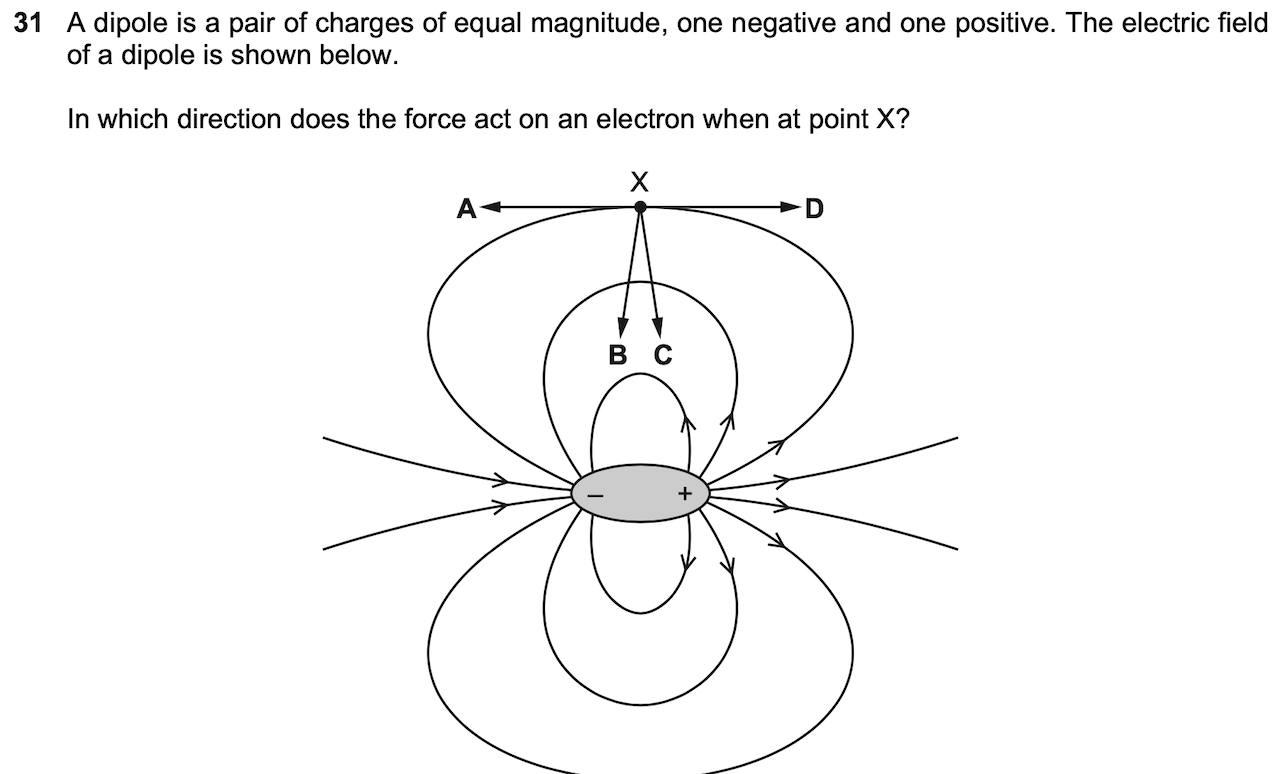 31 A dipole is a pair of charges of equal magnitude, one negative and one positive. The electric field
of a dipole is shown below.
In which direction does the force act on an electron when at point X?
X
A D
B C
– +